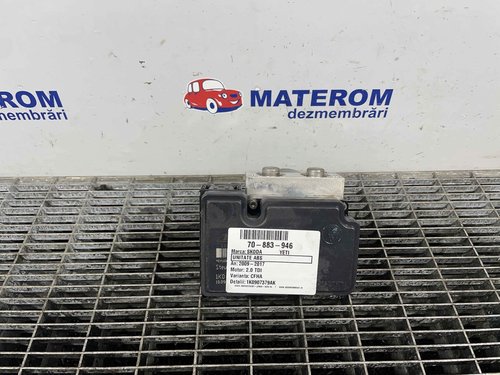 MATEROM
dezmembrări
MATEROM
dezmembrări
70-883-946
Marca: SKODA YETI
UNITATE ABS
An: 2009 - 2017
Motor: 2.0 TDI
Varianta: CFHA
Detalii: 1K0907379AK